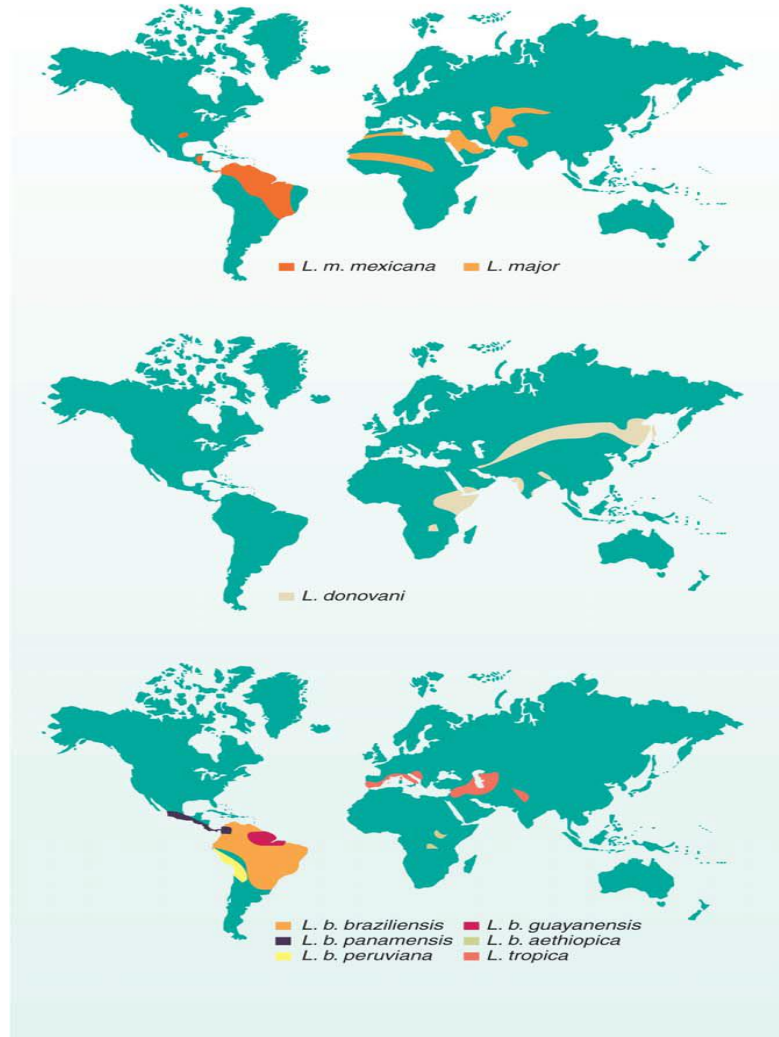 L. m. mexicana L. major
L. donovani
L. b. braziliensis L. b. guayanensis
L. b. panamensis L. b. aethiopica
L. b. peruviana L. tropica